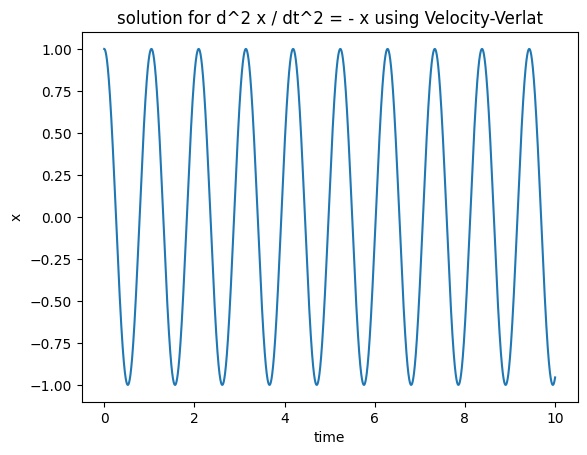 solution for d^2 x / dt^2 = - x using Velocity-Verlat
1.00
0.75
0.50
0.25
0.00
−0.25
−0.50
−0.75
−1.00
x
0 2 4 6 8 10
time